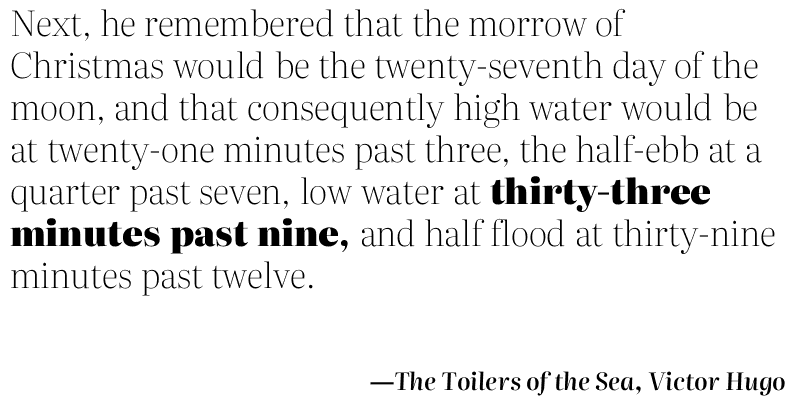 Next, he remembered that the morrow of
Christmas would be the twenty-seventh day of the
moon, and that consequently high water would be
at twenty-one minutes past three, the half-ebb at a
quarter past seven, low water at thirty-three
minutes past nine, and half flood at thirty-nine
minutes past twelve.
—The Toilers of the Sea, Victor Hugo